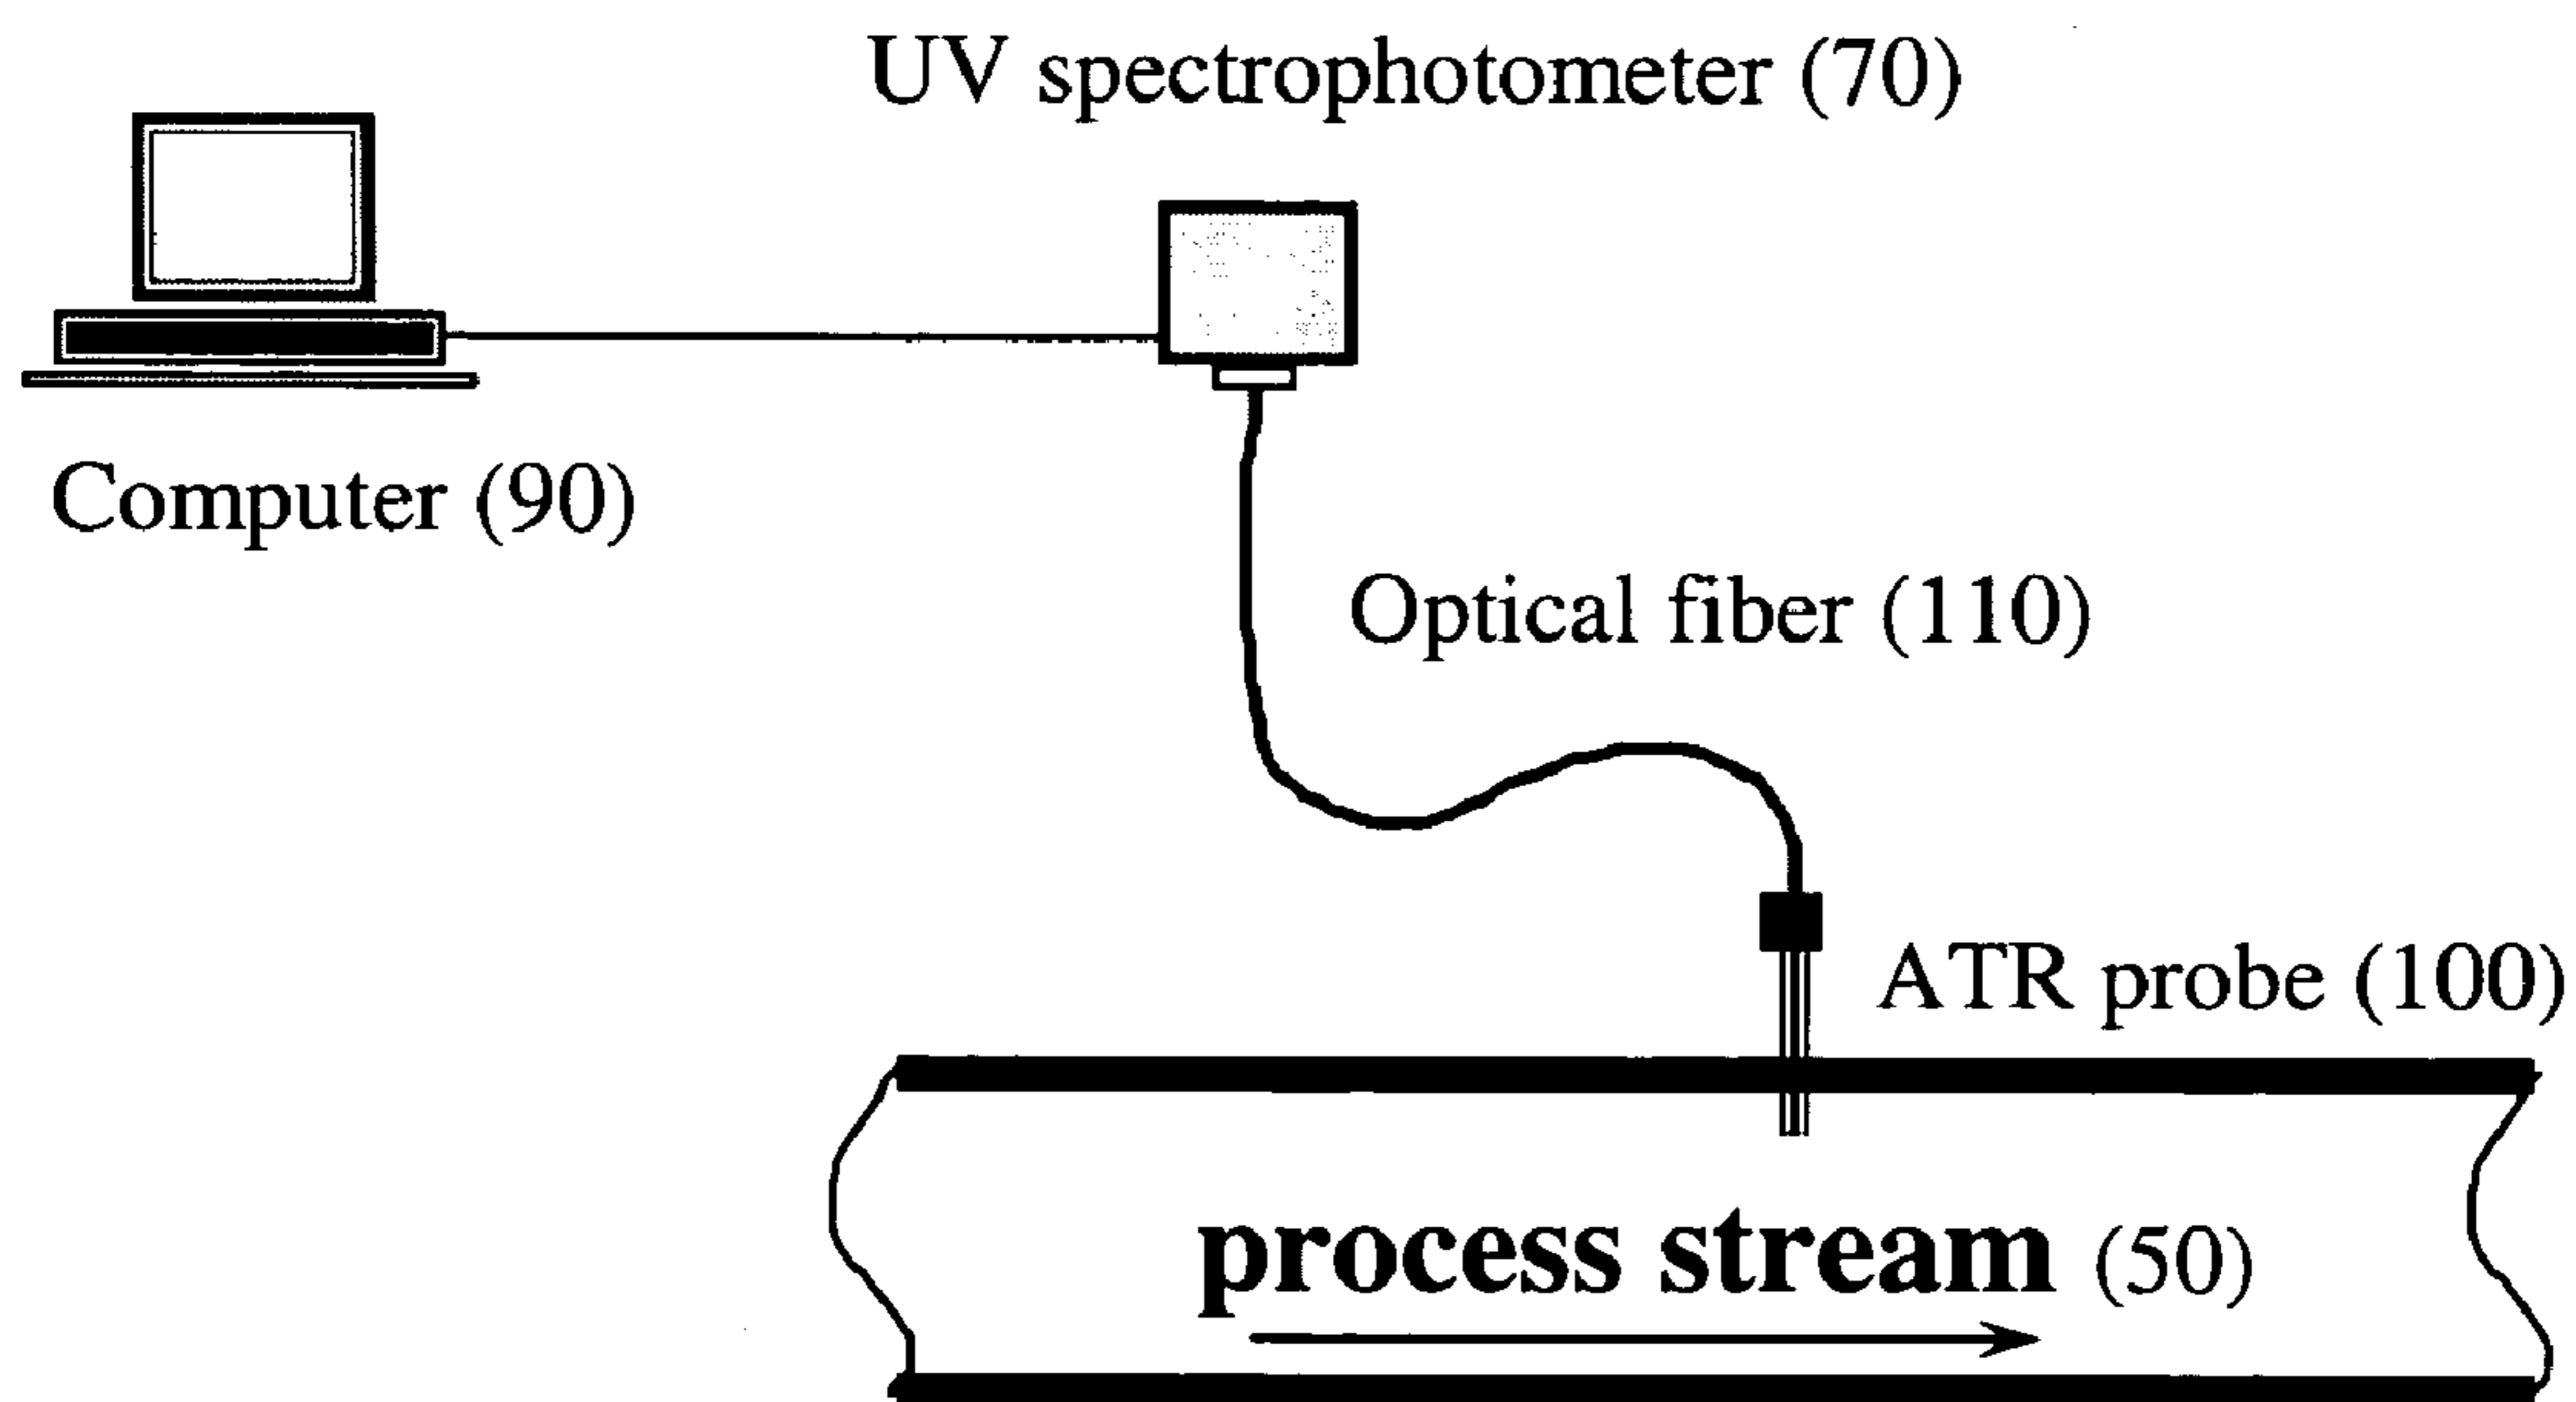 UV spectrophotometer (70)
Computer (90)
Optical fiber (110)
ATR probe (100)
process stream (50)